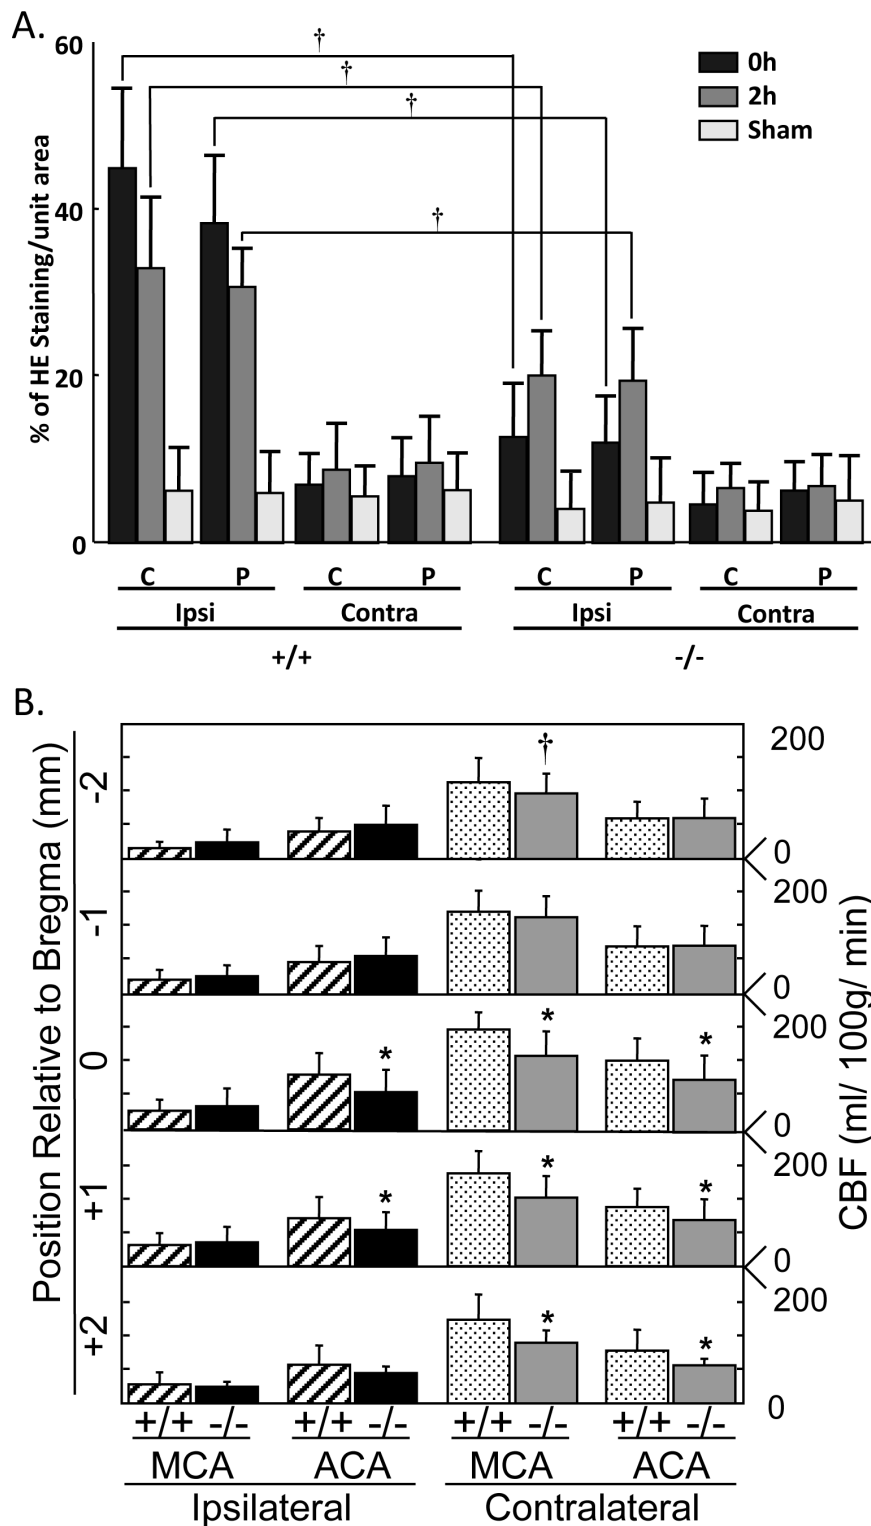 A.
60
40
20
0
% of HE Staining/unit area
† † † †
0h
2h
Sham
C P C P C P C P
Ipsi Contra Ipsi Contra
+/+ -/-
B.
Position Relative to Bregma (mm)
CBF (ml/ 100g/ min)
-2 † 200
0
-1 200
0
0 * * * 200
0
+1 * * * 200
0
+2 * * 200
0
+/+ -/- +/+ -/- +/+ -/- +/+ -/-
MCA ACA MCA ACA
Ipsilateral Contralateral